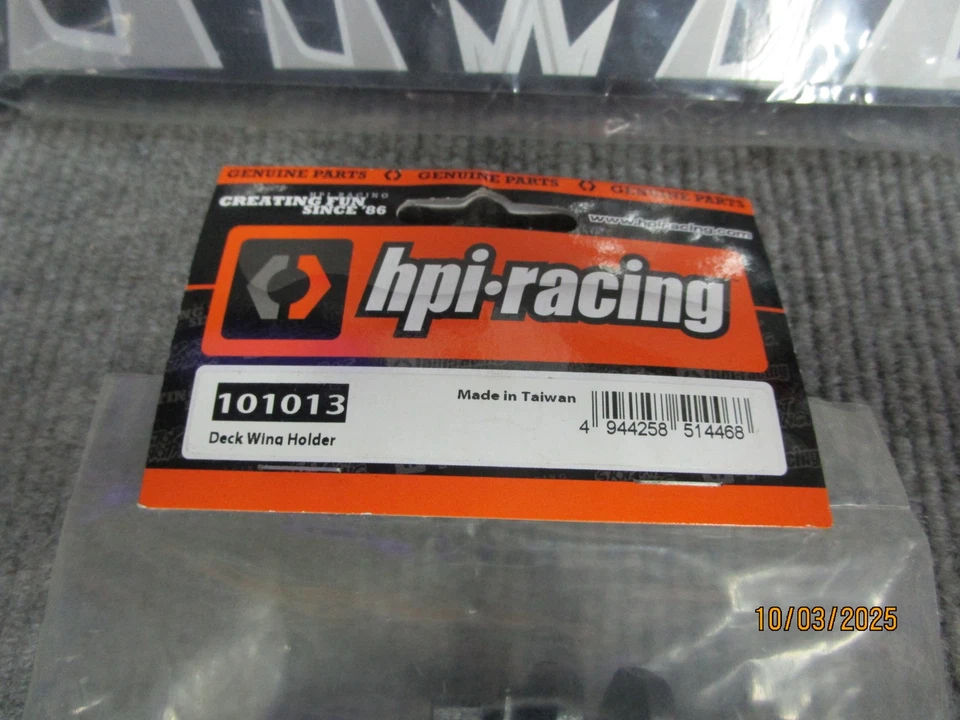 GENUINE PARTS GENUINE PARTS GENUINE PARTS
HPI RACING
CREATING FUN
SINCE '86
www.hpiracing.com
hpi·racing
101013
Made in Taiwan
Deck Wing Holder
4 944258 514468
10/03/2025